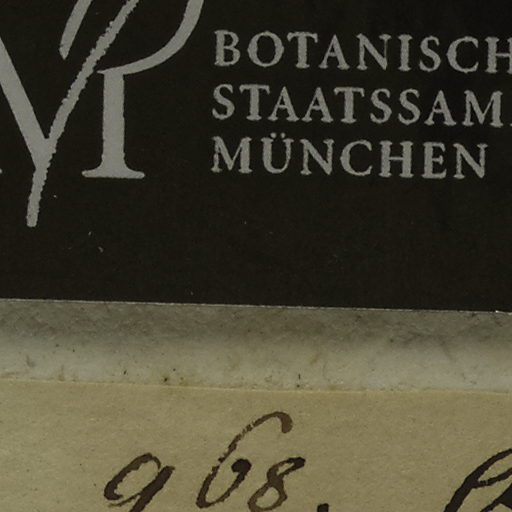 BOTANISCH
STAATSSAM
MÜNCHEN
968.